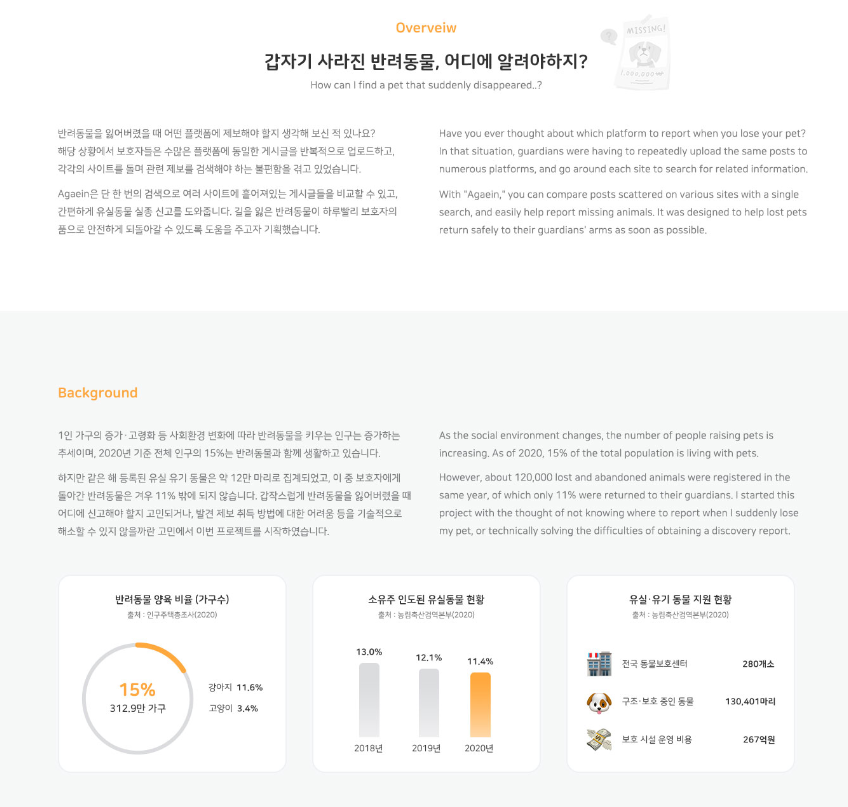 Overveiw
갑자기 사라진 반려동물, 어디에 알려야하지?
How can I find a pet that suddenly disappeared..?
MISSING!
?
반려동물을 잃어버렸을 때 어떤 플랫폼에 제보해야 할지 생각해 보신 적 있나요?
해당 상황에서 보호자들은 수많은 플랫폼에 동일한 게시글을 반복적으로 업로드하고,
각각의 사이트를 돌며 관련 제보를 검색해야 하는 불편함을 겪고 있었습니다.
Agaein은 단 한 번의 검색으로 여러 사이트에 흩어져있는 게시글들을 비교할 수 있고,
간편하게 유실동물 실종 신고를 도와줍니다. 길을 잃은 반려동물이 하루빨리 보호자의
품으로 안전하게 되돌아갈 수 있도록 도움을 주고자 기획했습니다.
Have you ever thought about which platform to report when you lose your pet?
In that situation, guardians were having to repeatedly upload the same posts to
numerous platforms, and go around each site to search for related information.
With "Agaein," you can compare posts scattered on various sites with a single
search, and easily help report missing animals. It was designed to help lost pets
return safely to their guardians' arms as soon as possible.
Background
1인 가구의 증가·고령화 등 사회환경 변화에 따라 반려동물을 키우는 인구는 증가하는
추세이며, 2020년 기준 전체 인구의 15%는 반려동물과 함께 생활하고 있습니다.
하지만 같은 해 등록된 유실 유기 동물은 약 12만 마리로 집계되었고, 이 중 보호자에게
돌아간 반려동물은 겨우 11% 밖에 되지 않습니다. 갑작스럽게 반려동물을 잃어버렸을 때
어디에 신고해야 할지 고민되거나, 발견 제보 취득 방법에 대한 어려움 등을 기술적으로
해소할 수 있지 않을까란 고민에서 이번 프로젝트를 시작하였습니다.
As the social environment changes, the number of people raising pets is
increasing. As of 2020, 15% of the total population is living with pets.
However, about 120,000 lost and abandoned animals were registered in the
same year, of which only 11% were returned to their guardians. I started this
project with the thought of not knowing where to report when I suddenly lose
my pet, or technically solving the difficulties of obtaining a discovery report.
반려동물 양육 비율 (가구수)
출처 : 인구주택총조사(2020)
15%
312.9만 가구
강아지 11.6%
고양이 3.4%
소유주 인도된 유실동물 현황
출처 : 농림축산검역본부(2020)
13.0%
12.1%
11.4%
2018년
2019년
2020년
유실·유기 동물 지원 현황
출처 : 농림축산검역본부(2020)
전국 동물보호센터 280개소
구조·보호 중인 동물 130,401마리
보호 시설 운영 비용 267억원